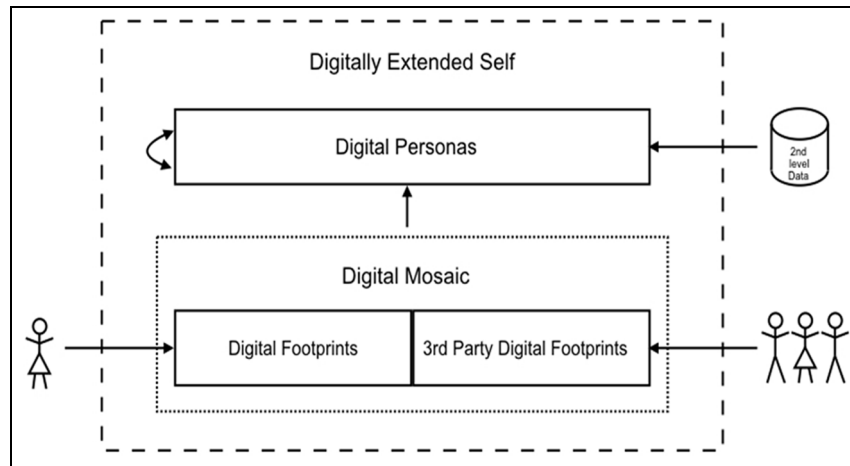 Digitally Extended Self
Digital Personas
2nd
level
Data
Digital Mosaic
Digital Footprints
3rd Party Digital Footprints